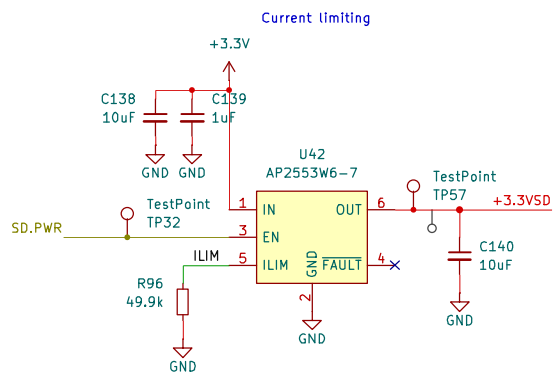 Current limiting
+3.3V
C138
10uF
C139
1uF
GND
GND
U42
AP2553W6-7
TestPoint
TP32
TestPoint
TP57
SD.PWR
1
IN
OUT
6
+3.3VSD
3
EN
ILIM
5
ILIM
GND
FAULT
4
2
R96
49.9k
C140
10uF
GND
GND
GND